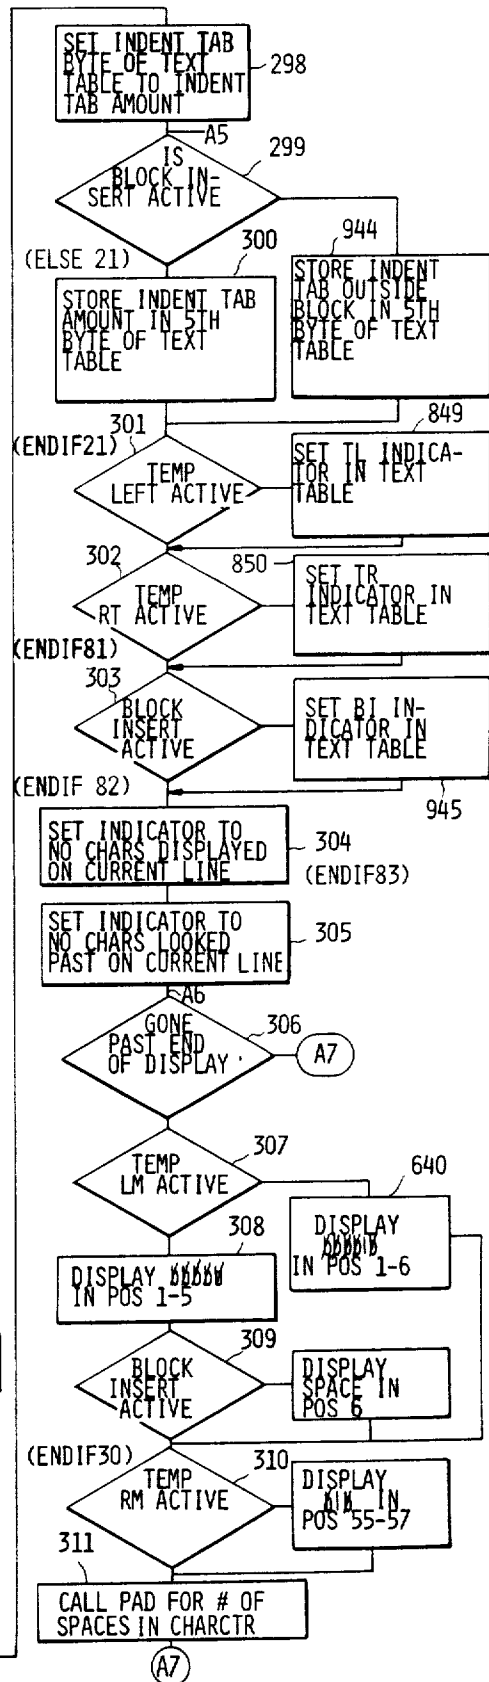 SET INDENT TAB
BYTE OF TEXT
TABLE TO INDENT
TAB AMOUNT
298
A5
299
IS
BLOCK IN-
SERT ACTIVE
(ELSE 21)
300
STORE INDENT TAB
AMOUNT IN 5TH
BYTE OF TEXT
TABLE
944
STORE INDENT
TAB OUTSIDE
BLOCK IN 5TH
BYTE OF TEXT
TABLE
(ENDIF21)
301
TEMP
LEFT ACTIVE
849
SET TL INDICA-
TOR IN TEXT
TABLE
302
TEMP
RT ACTIVE
850
SET TR
INDICATOR IN
TEXT TABLE
(ENDIF81)
303
BLOCK
INSERT
ACTIVE
SET BI IN-
DICATOR IN
TEXT TABLE
945
(ENDIF 82)
SET INDICATOR TO
NO CHARS DISPLAYED
ON CURRENT LINE
304
(ENDIF83)
SET INDICATOR TO
NO CHARS LOOKED
PAST ON CURRENT LINE
305
A6
306
GONE
PAST END
OF DISPLAY
A7
307
TEMP
LM ACTIVE
640
DISPLAY
IN POS 1-6
308
DISPLAY
IN POS 1-5
309
BLOCK
INSERT
ACTIVE
DISPLAY
SPACE IN
POS 6
(ENDIF30)
310
TEMP
RM ACTIVE
DISPLAY
IN
POS 55-57
311
CALL PAD FOR # OF
SPACES IN CHARCTR
A7